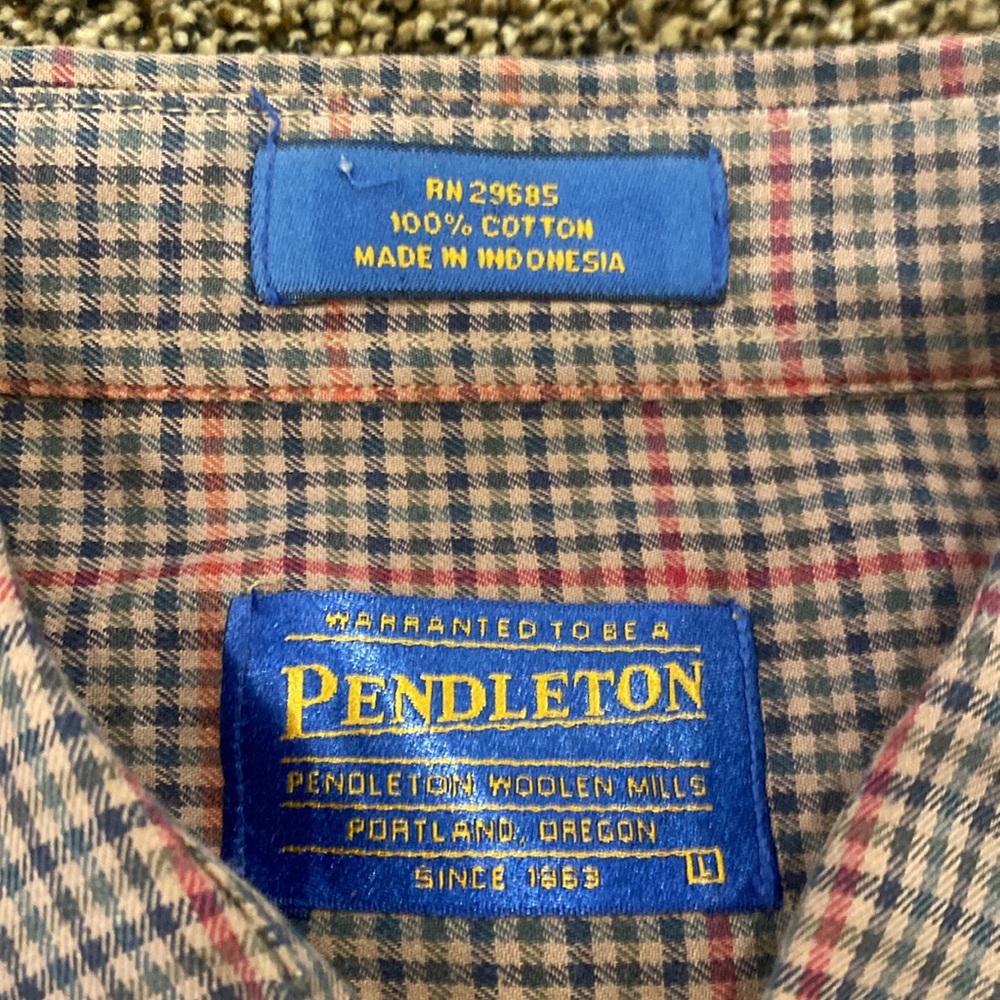 RN 29685
100% COTTON
MADE IN INDONESIA
WARRANTED TO BE A
PENDLETON
PENDLETON WOOLEN MILLS
PORTLAND, OREGON
SINCE 1863
L